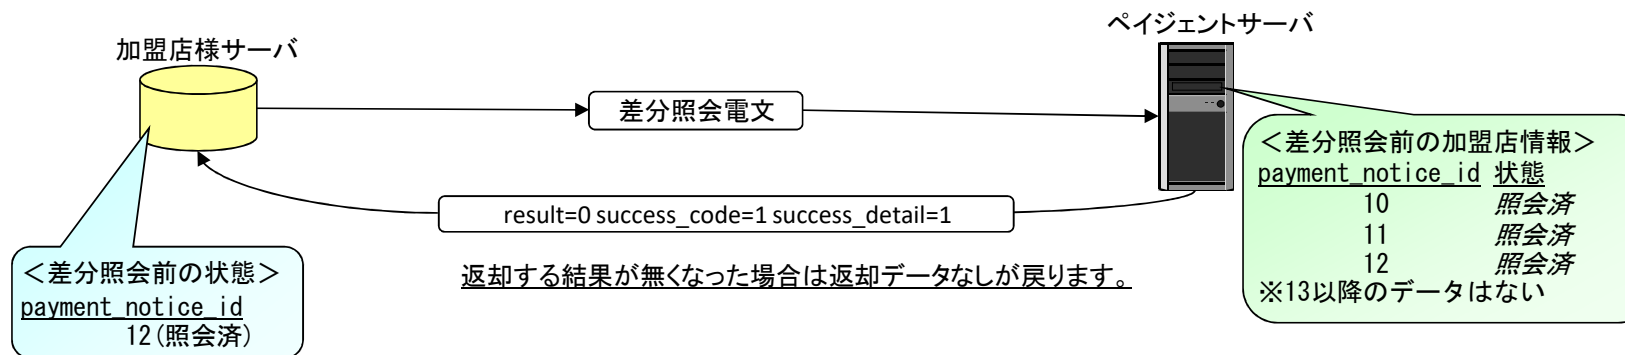 ペイジェントサーバ
加盟店様サーバ
差分照会電文
＜差分照会前の加盟店情報＞
payment_notice_id 状態
10 照会済
11 照会済
12 照会済
※13以降のデータはない
result=0 success_code=1 success_detail=1
返却する結果が無くなった場合は返却データなしが戻ります。
＜差分照会前の状態＞
payment_notice_id
12(照会済)